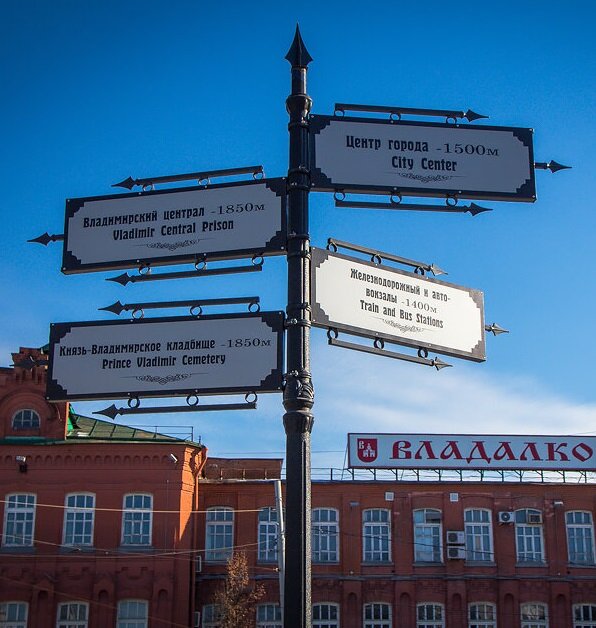 Центр города -1500м
City Center
Владимирский централ -1850м
Vladimir Central Prison
Железнодорожный и авто-
вокзалы -1400м
Train and Bus Stations
Князь-Владимирское кладбище -1850м
Prince Vladimir Cemetery
ВЛАДАЛКО